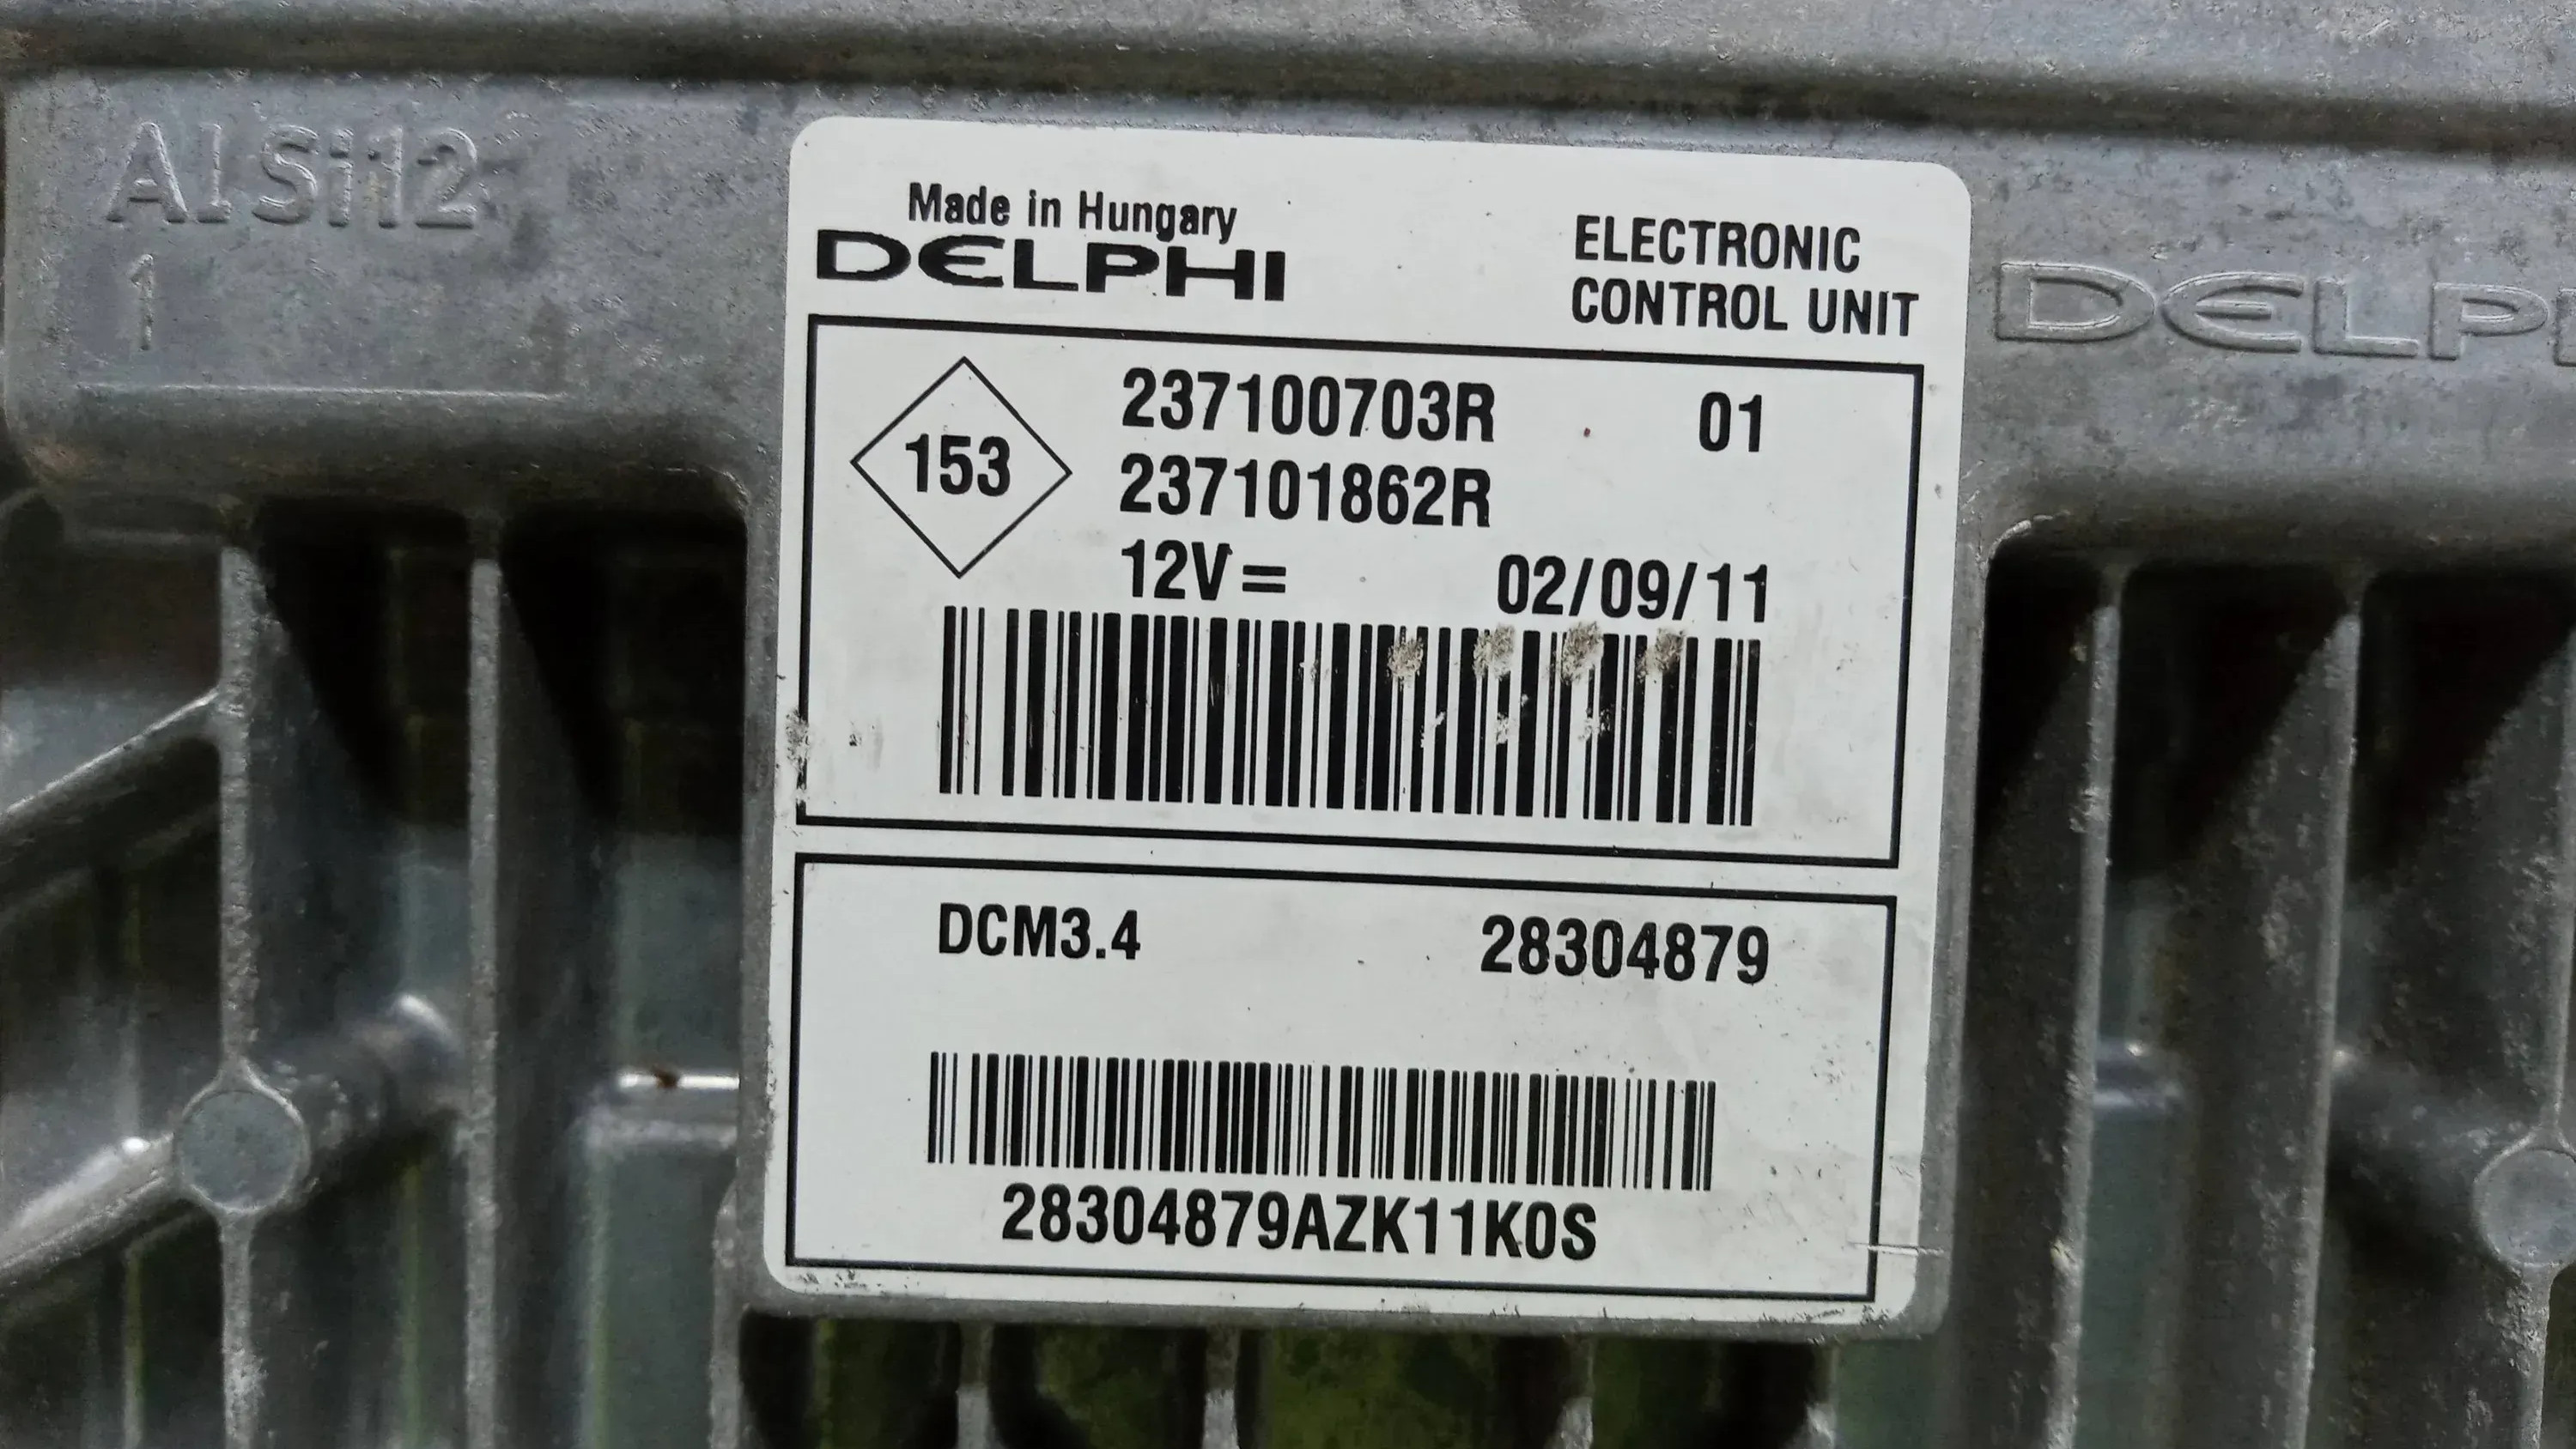 AlSi12
1
Made in Hungary
DELPHI
ELECTRONIC
CONTROL UNIT
DELPH
153
237100703R 01
237101862R
12V= 02/09/11
DCM3.4 28304879
28304879AZK11K0S